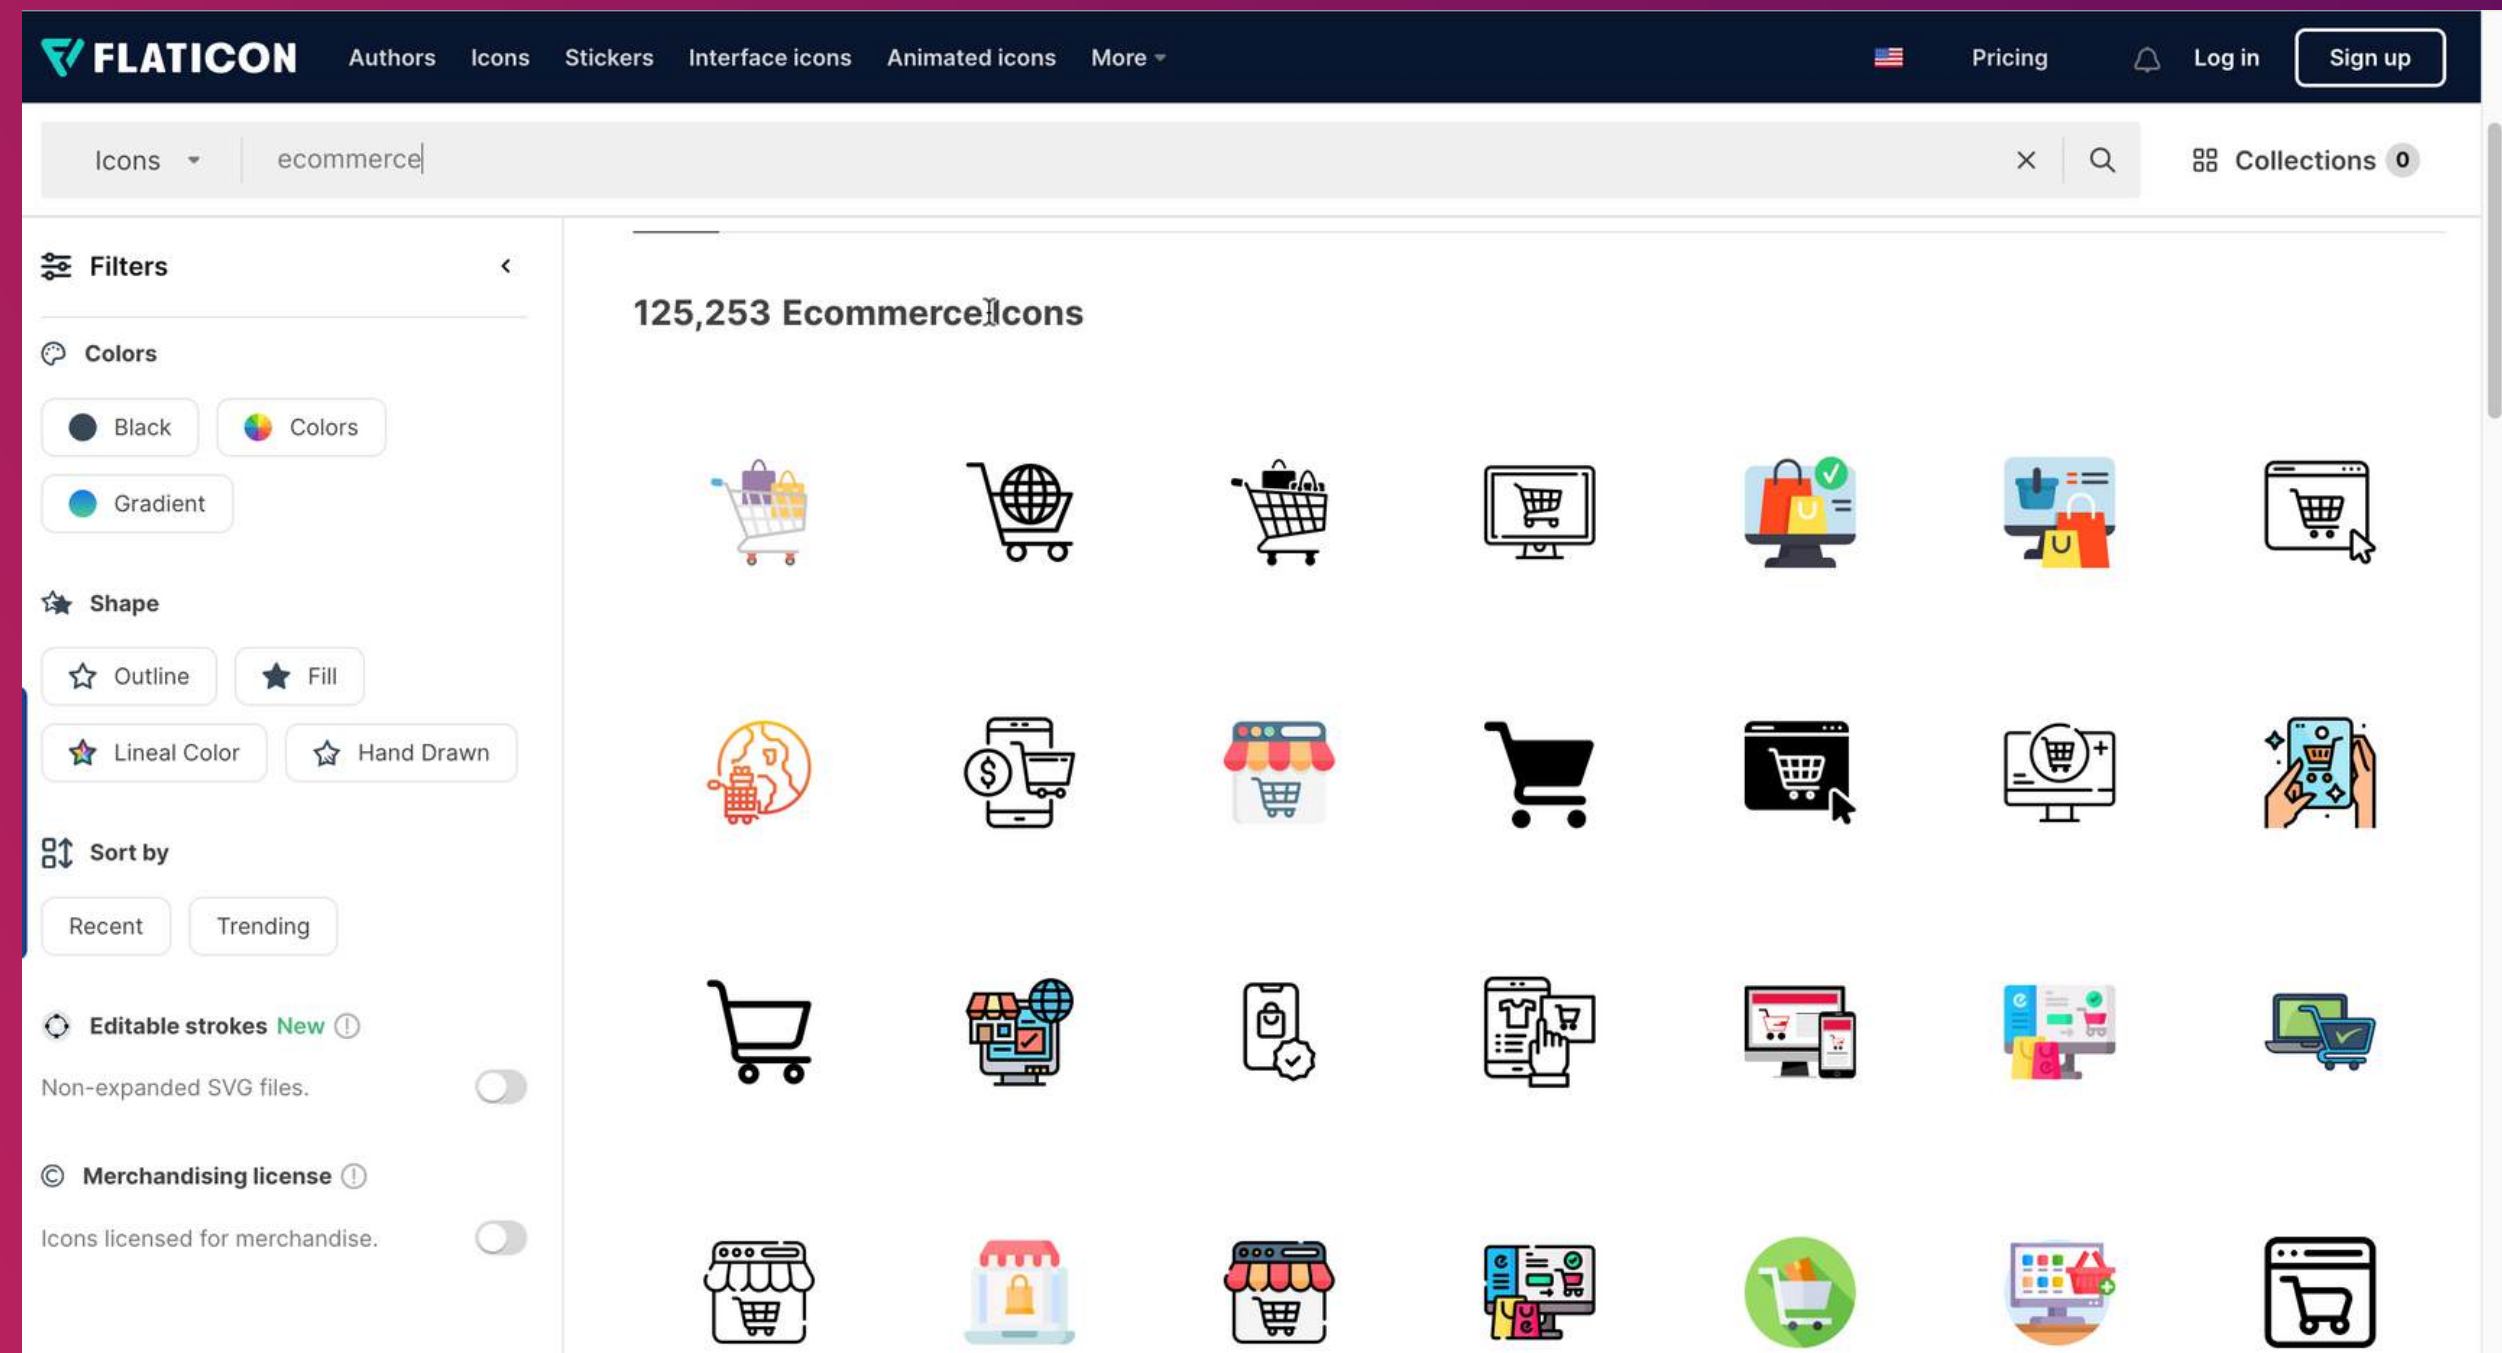 FLATICON Authors Icons Stickers Interface icons Animated icons More Pricing Log in Sign up
Icons ecommerce Collections 0
Filters
125,253 Ecommerce Icons
Colors
Black Colors
Gradient
Shape
Outline Fill
Lineal Color Hand Drawn
Sort by
Recent Trending
Editable strokes New
Non-expanded SVG files.
Merchandising license
Icons licensed for merchandise.